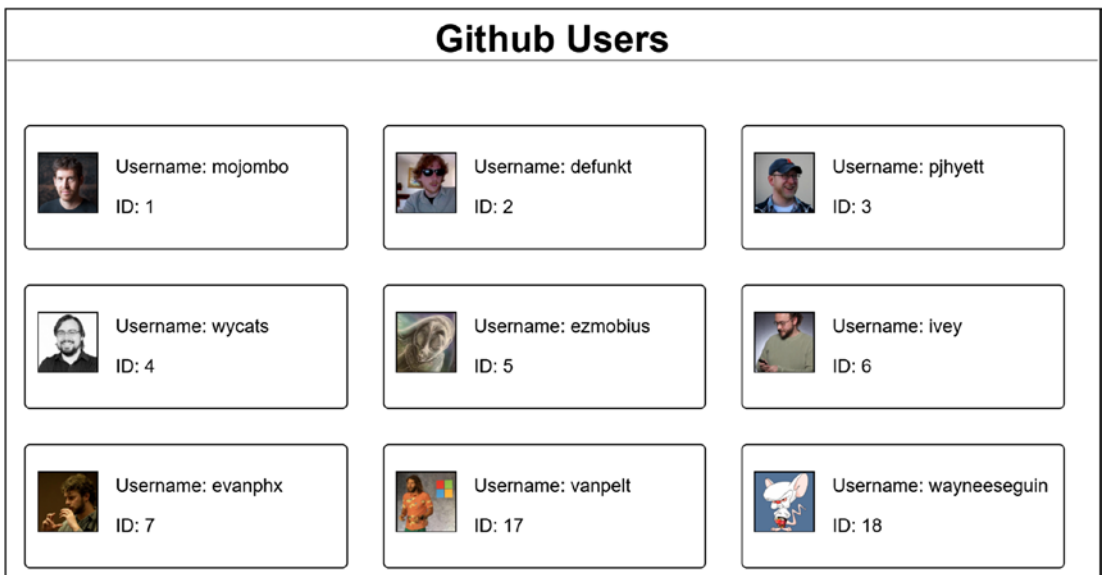 Github Users
Username: mojombo
ID: 1
Username: defunkt
ID: 2
Username: pjhyett
ID: 3
Username: wycats
ID: 4
Username: ezmobius
ID: 5
Username: ivey
ID: 6
Username: evanphx
ID: 7
Username: vanpelt
ID: 17
Username: wayneeseguin
ID: 18